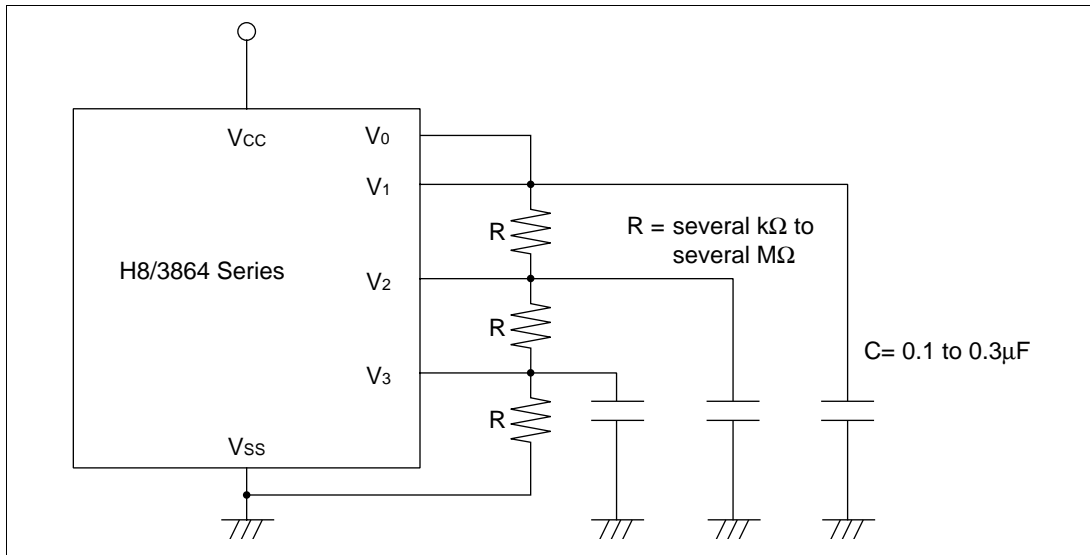 VCC
V0
V1
R
R = several kΩ to
several MΩ
H8/3864 Series
V2
R
C= 0.1 to 0.3μF
V3
R
VSS